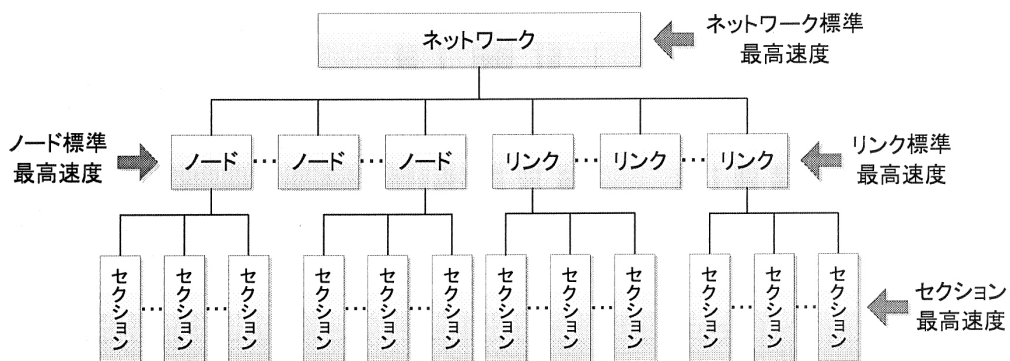 ネットワーク
ネットワーク標準
最高速度
ノード標準
最高速度
ノード…ノード…ノード リンク…リンク…リンク
リンク標準
最高速度
セクション…セクション…セクション セクション…セクション…セクション セクション…セクション…セクション セクション…セクション…セクション
セクション
最高速度